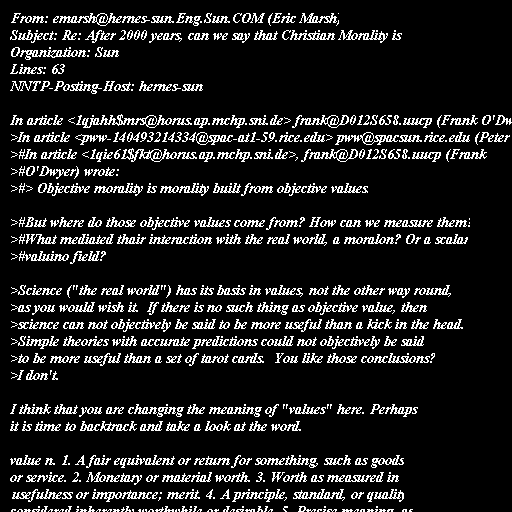 From: emarsh@hernes-sun.Eng.Sun.COM (Eric Marsh)
Subject: Re: After 2000 years, can we say that Christian Morality is
Organization: Sun
Lines: 63
NNTP-Posting-Host: hernes-sun

In article <1qjahh$mrs@horus.ap.mchp.sni.de> frank@D012S658.uucp (Frank O'Dw
>In article <pww-140493214334@spac-at1-59.rice.edu> pww@spacsun.rice.edu (Peter
>#In article <1qie61$fkt@horus.ap.mchp.sni.de>, frank@D012S658.uucp (Frank
>#O'Dwyer) wrote:
>#> Objective morality is morality built from objective values.

>#But where do those objective values come from? How can we measure them?
>#What mediated thair interaction with the real world, a moralon? Or a scalar
>#valuino field?

>Science ("the real world") has its basis in values, not the other way round,
>as you would wish it. If there is no such thing as objective value, then
>science can not objectively be said to be more useful than a kick in the head.
>Simple theories with accurate predictions could not objectively be said
>to be more useful than a set of tarot cards. You like those conclusions?
>I don't.

I think that you are changing the meaning of "values" here. Perhaps
it is time to backtrack and take a look at the word.

value n. 1. A fair equivalent or return for something, such as goods
or service. 2. Monetary or material worth. 3. Worth as measured in
usefulness or importance; merit. 4. A principle, standard, or quality
considered inherently worthwhile or desirable. 5. Precise meaning, as